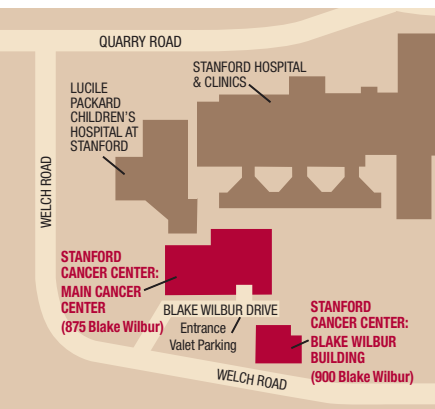 QUARRY ROAD
STANFORD HOSPITAL
& CLINICS
LUCILE
PACKARD
CHILDREN'S
HOSPITAL AT
STANFORD
WELCH ROAD
STANFORD
CANCER CENTER:
MAIN CANCER
CENTER
(875 Blake Wilbur)
BLAKE WILBUR DRIVE
Entrance
Valet Parking
STANFORD
CANCER CENTER:
BLAKE WILBUR
BUILDING
(900 Blake Wilbur)
WELCH ROAD